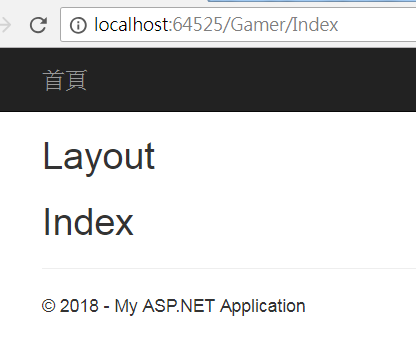 localhost:64525/Gamer/Index
首頁
Layout
Index
© 2018 - My ASP.NET Application